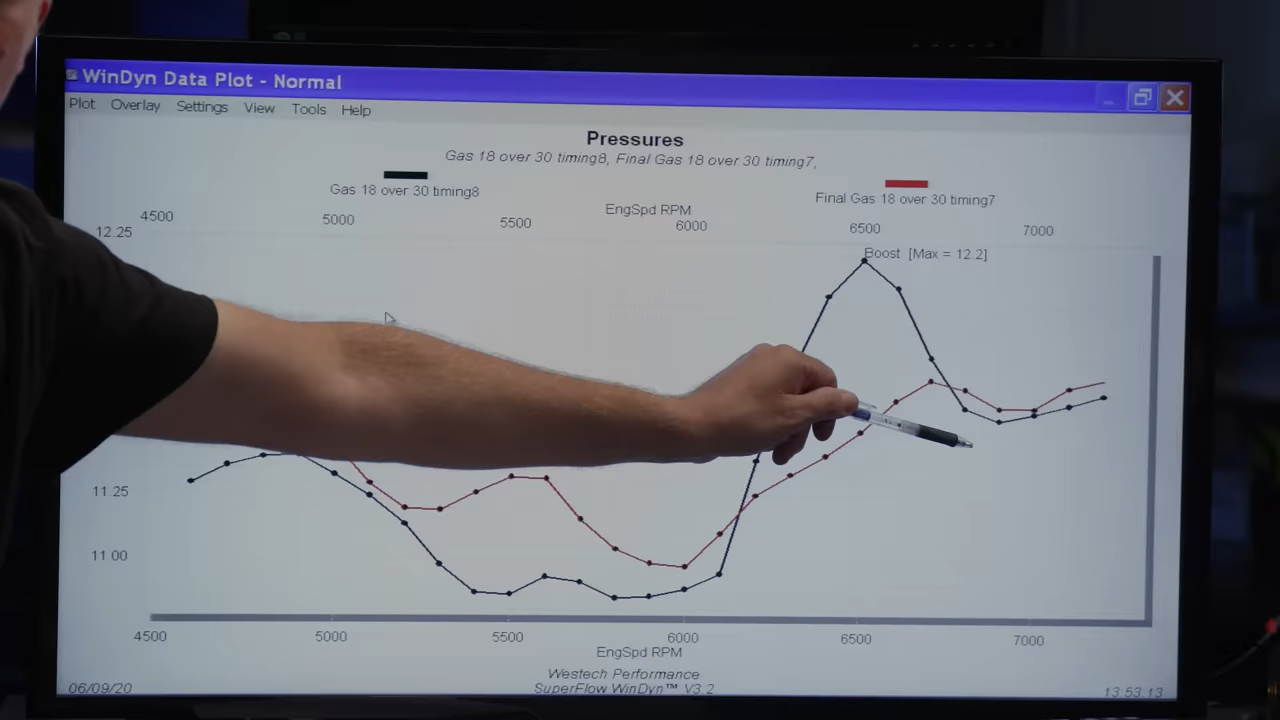 WinDyn Data Plot - Normal
Plot Overlay Settings View Tools Help
Pressures
Gas 18 over 30 timing8, Final Gas 18 over 30 timing7,
Gas 18 over 30 timing8
Final Gas 18 over 30 timing7
EngSpd RPM
4500 5000 5500 6000 6500 7000
12.25
Boost [Max = 12.2]
11.25
11 00
4500 5000 5500 6000 6500 7000
EngSpd RPM
Westech Performance
SuperFlow WinDyn™ V3.2
06/09/20
13:53:13